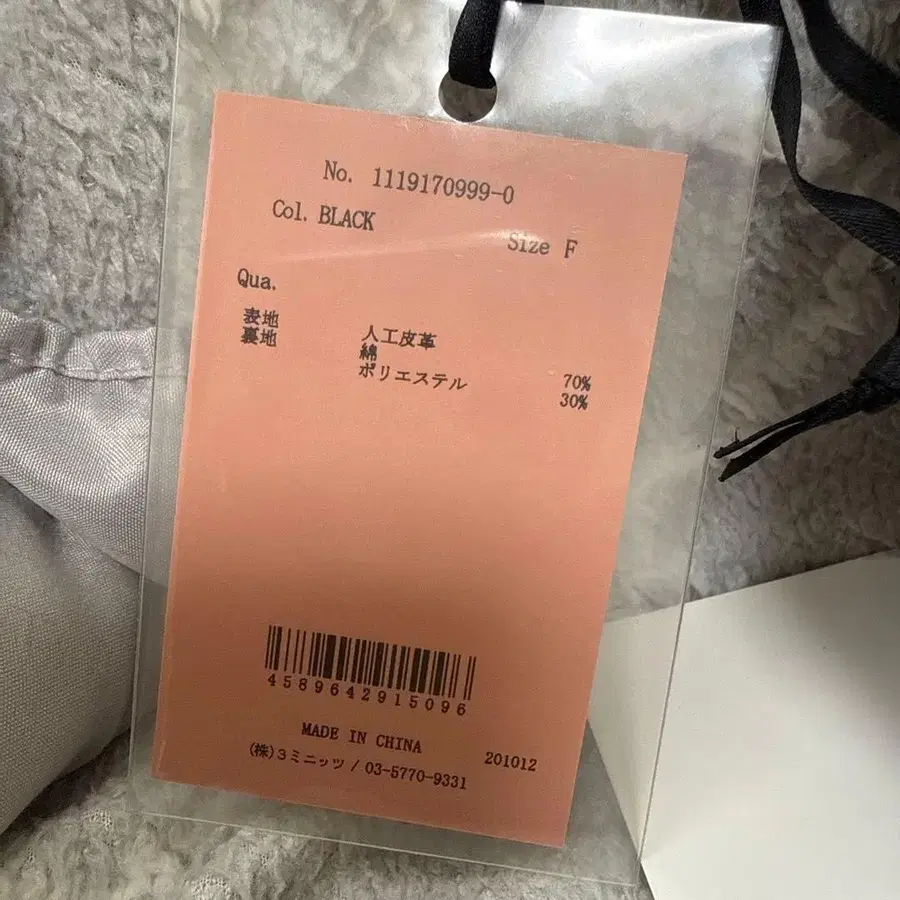 No. 1119170999-0
Col. BLACK
Size F
Qua.
表地 人工皮革
裏地 綿 70%
ポリエステル 30%
4589642915096
MADE IN CHINA 201012
(株)3ミニッツ / 03-5770-9331